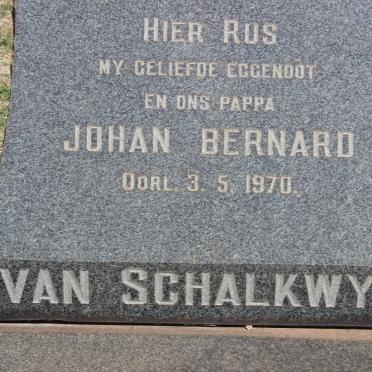 HIER RUS
MY GELIEFDE EGGENOOT
EN ONS PAPPA
JOHAN BERNARD
OORL. 3. 5. 1970.
VAN SCHALKWY